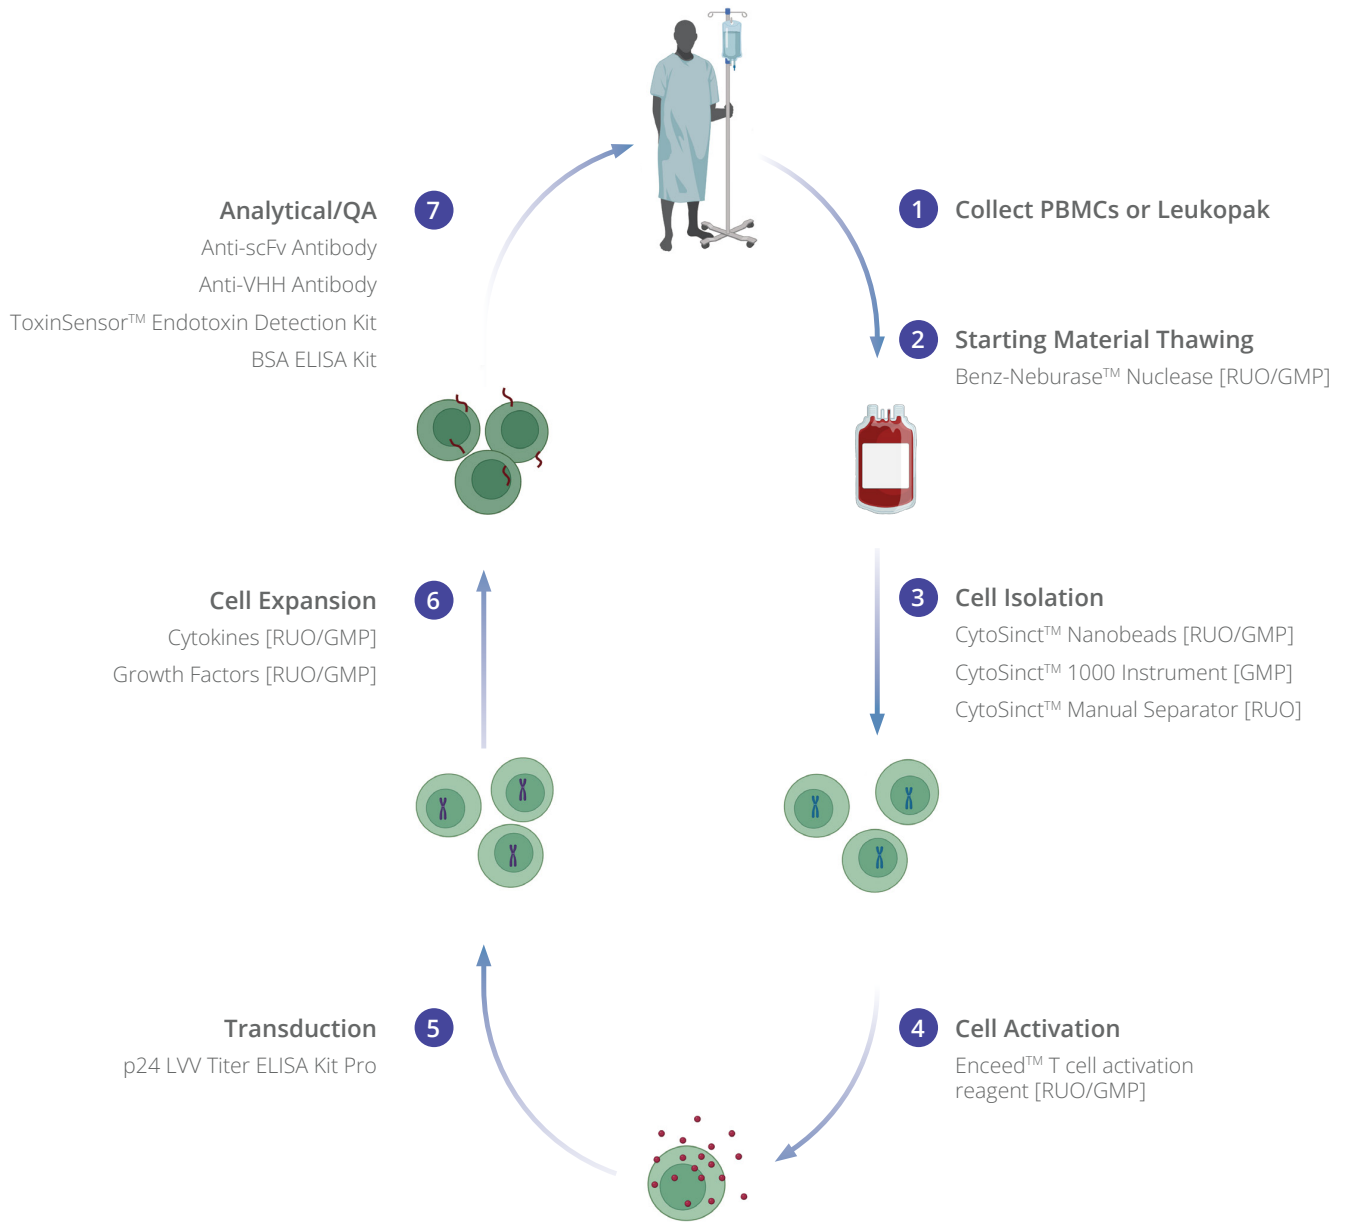 1
Collect PBMCs or Leukopak
2
Starting Material Thawing
Benz-Neburase™ Nuclease [RUO/GMP]
3
Cell Isolation
CytoSinct™ Nanobeads [RUO/GMP]
CytoSinct™ 1000 Instrument [GMP]
CytoSinct™ Manual Separator [RUO]
4
Cell Activation
Enceed™ T cell activation
reagent [RUO/GMP]
5
Transduction
p24 LVV Titer ELISA Kit Pro
6
Cell Expansion
Cytokines [RUO/GMP]
Growth Factors [RUO/GMP]
7
Analytical/QA
Anti-scFv Antibody
Anti-VHH Antibody
ToxinSensor™ Endotoxin Detection Kit
BSA ELISA Kit